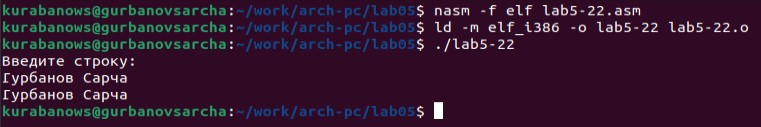 kurabanows@gurbanovsarcha:~/work/arch-pc/lab05$ nasm -f elf lab5-22.asm
kurabanows@gurbanovsarcha:~/work/arch-pc/lab05$ ld -m elf_i386 -o lab5-22 lab5-22.o
kurabanows@gurbanovsarcha:~/work/arch-pc/lab05$ ./lab5-22
Введите строку:
Гурбанов Сарча
Гурбанов Сарча
kurabanows@gurbanovsarcha:~/work/arch-pc/lab05$